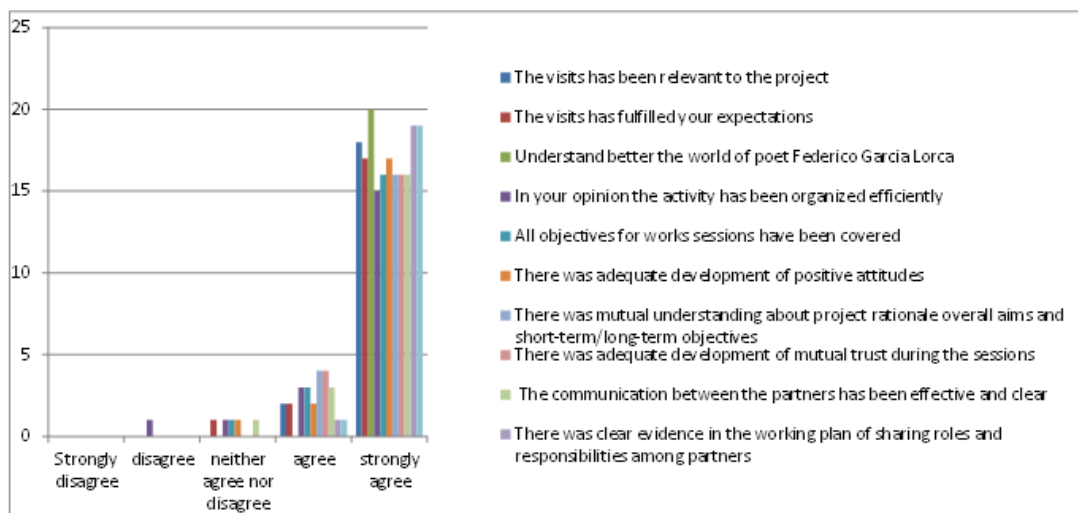 25
20
15
10
5
0
Strongly
disagree
disagree
neither
agree nor
disagree
agree
strongly
agree
The visits has been relevant to the project
The visits has fulfilled your expectations
Understand better the world of poet Federico Garcia Lorca
In your opinion the activity has been organized efficiently
All objectives for works sessions have been covered
There was adequate development of positive attitudes
There was mutual understanding about project rationale overall aims and
short-term/long-term objectives
There was adequate development of mutual trust during the sessions
The communication between the partners has been effective and clear
There was clear evidence in the working plan of sharing roles and
responsibilities among partners